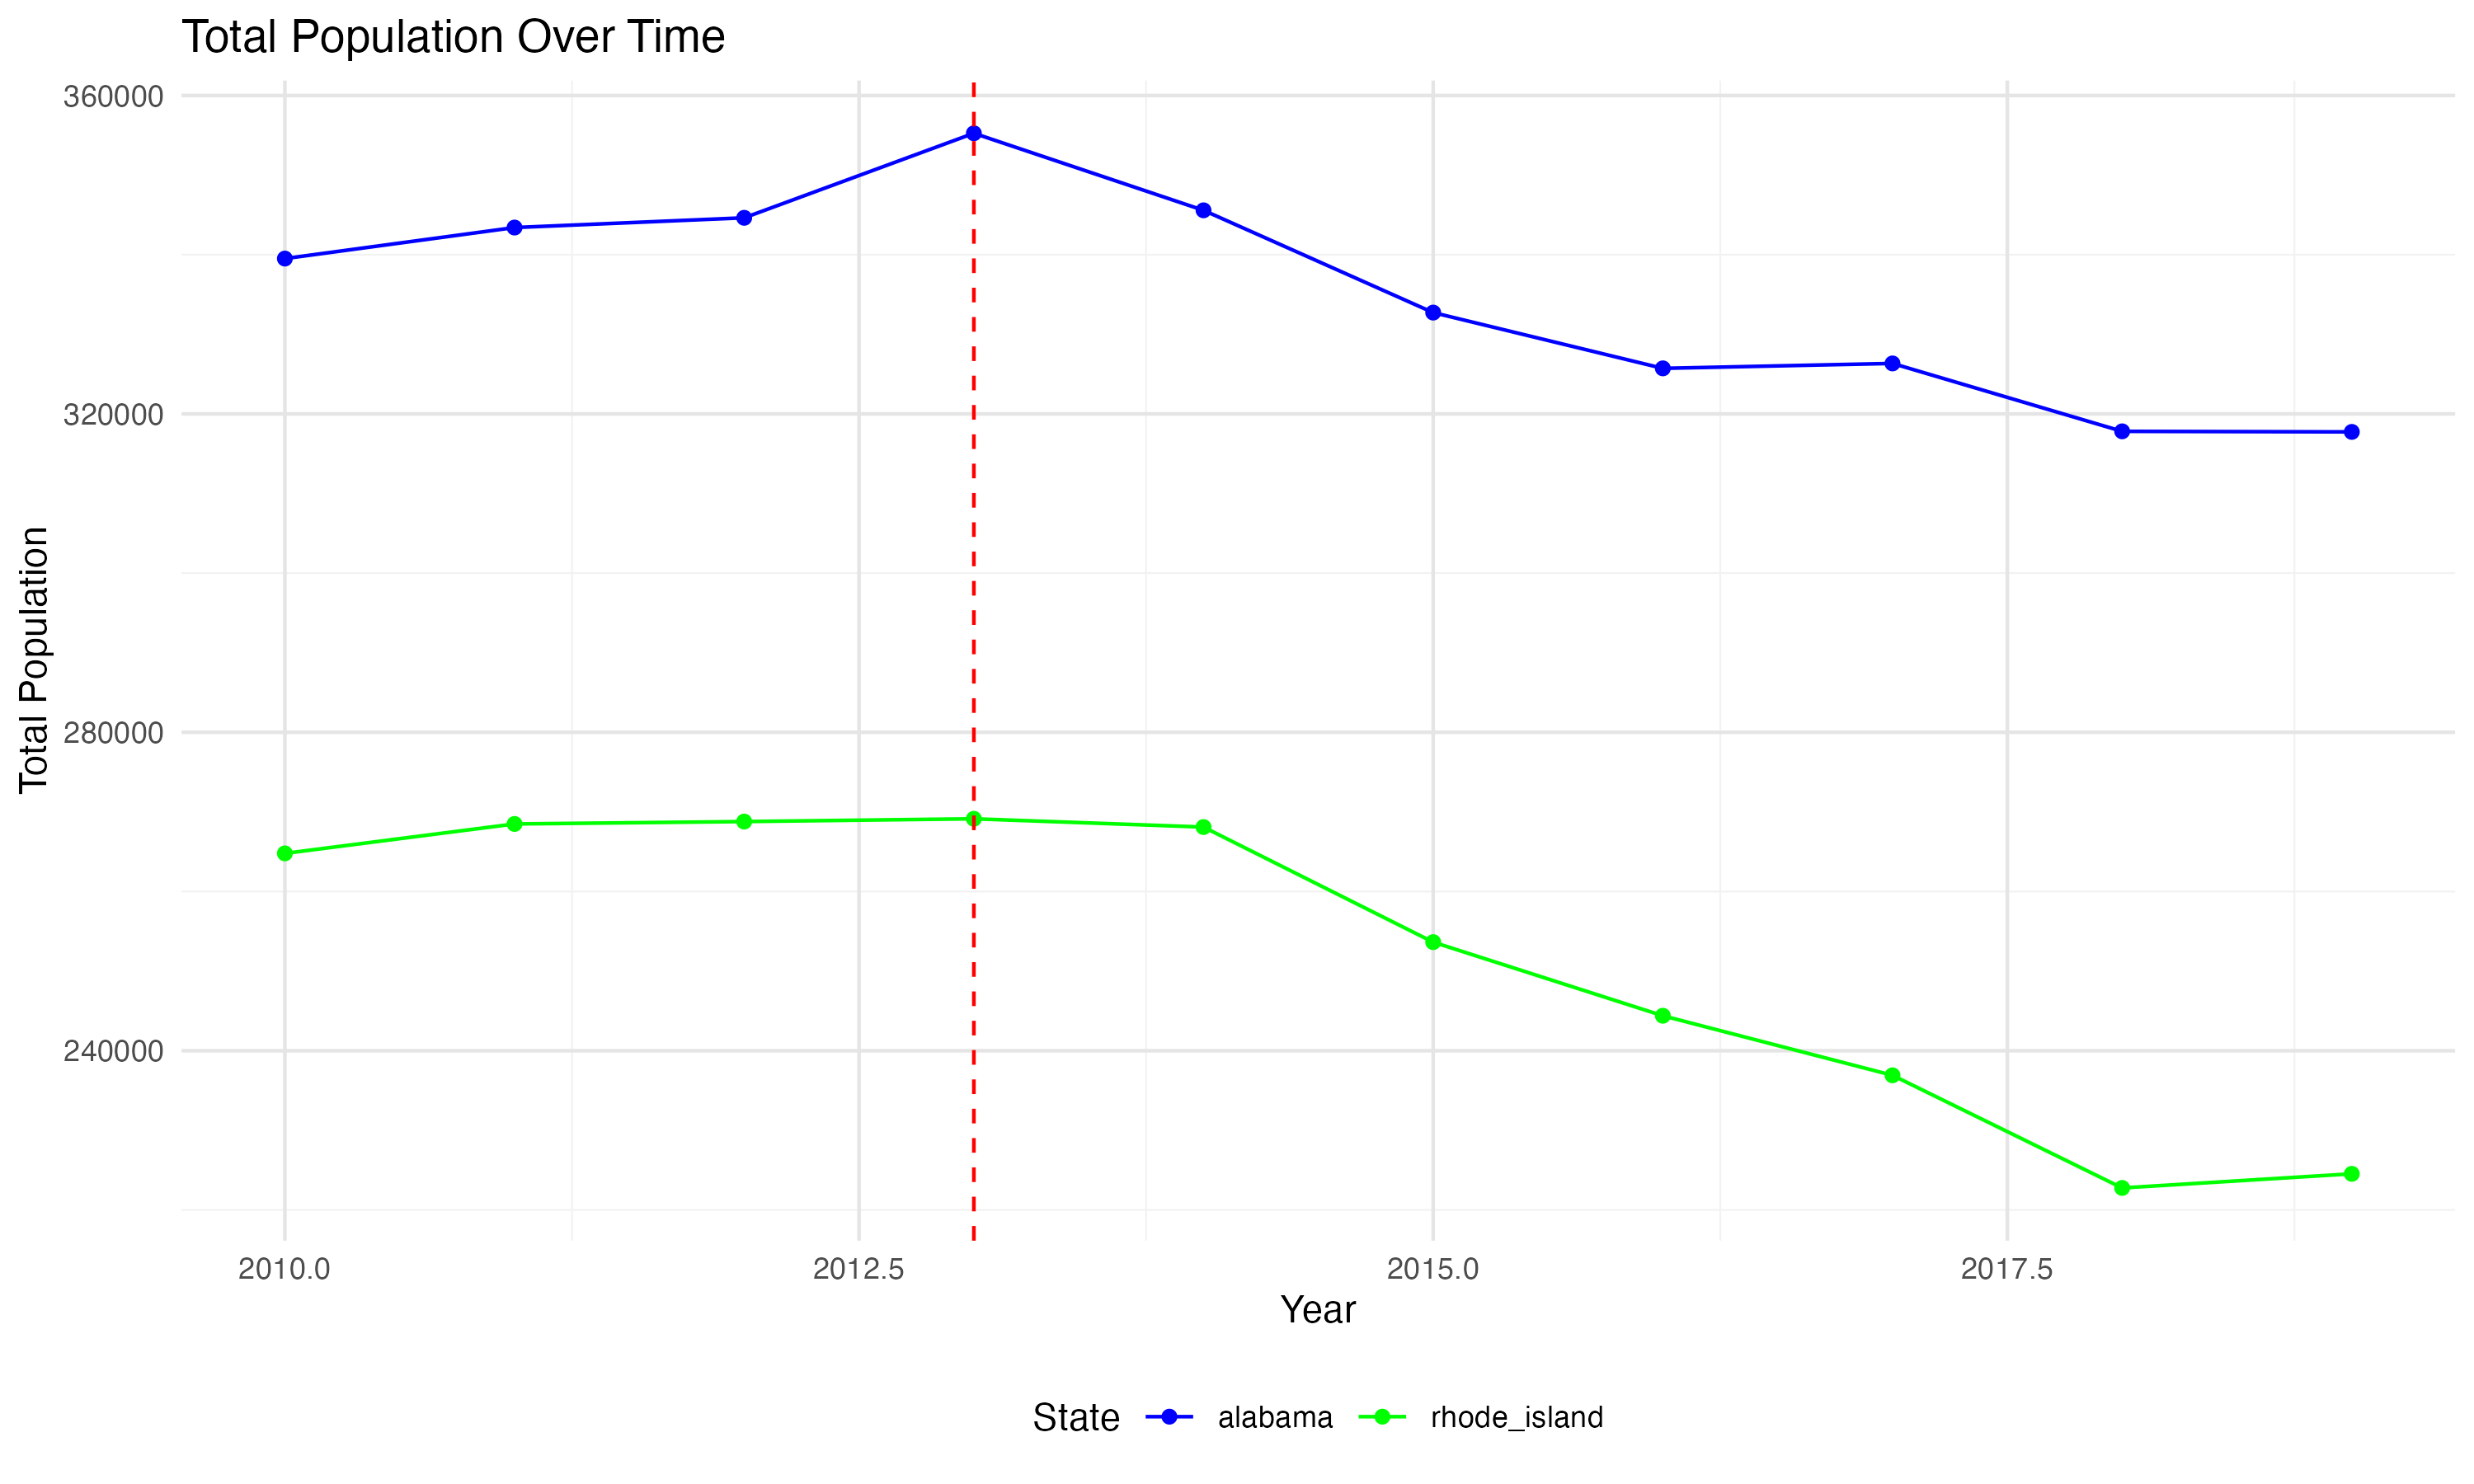 Total Population Over Time
360000
320000
280000
240000
Total Population
2010.0 2012.5 2015.0 2017.5
Year
State alabama rhode_island